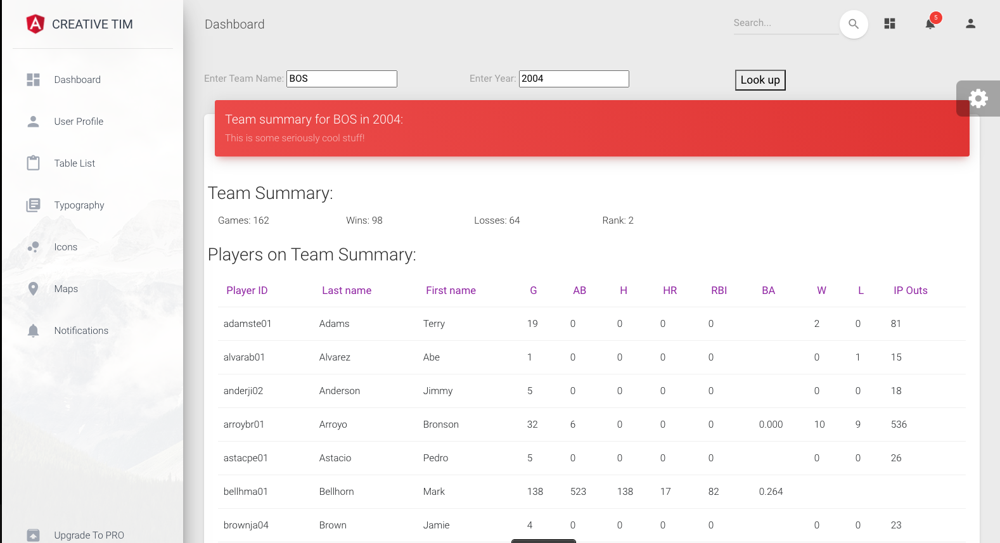 CREATIVE TIM
Dashboard
User Profile
Table List
Typography
Icons
Maps
Notifications
Upgrade To PRO
Dashboard
Search...
5
Enter Team Name: BOS Enter Year: 2004 Look up
Team summary for BOS in 2004:
This is some seriously cool stuff!
Team Summary:
Games: 162 Wins: 98 Losses: 64 Rank: 2
Players on Team Summary:
Player ID Last name First name G AB H HR RBI BA W L IP Outs
adamste01 Adams Terry 19 0 0 0 0 2 0 81
alvarab01 Alvarez Abe 1 0 0 0 0 0 1 15
anderji02 Anderson Jimmy 5 0 0 0 0 0 0 18
arroybr01 Arroyo Bronson 32 6 0 0 0 0.000 10 9 536
astacpe01 Astacio Pedro 5 0 0 0 0 0 0 26
bellhma01 Bellhorn Mark 138 523 138 17 82 0.264
brownja04 Brown Jamie 4 0 0 0 0 0 0 23